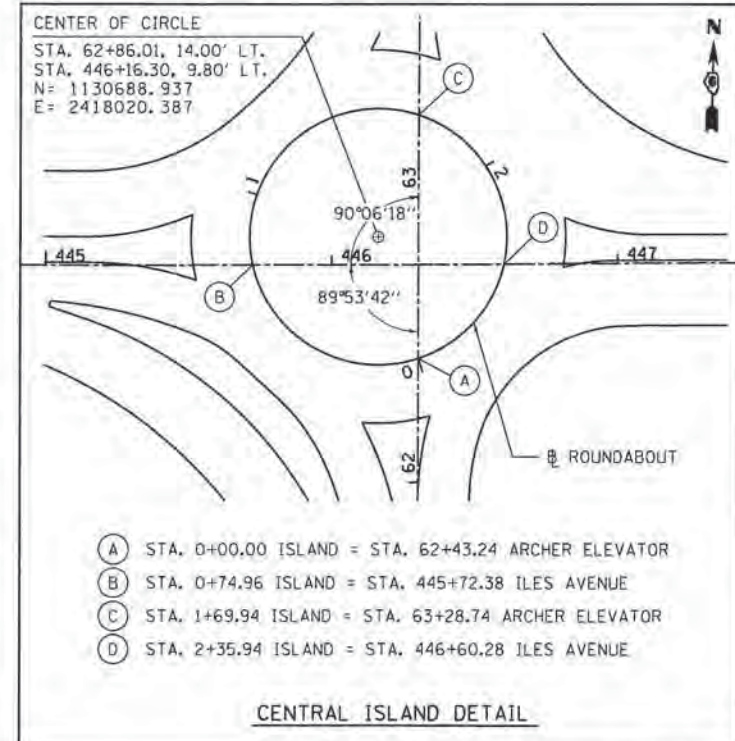 CENTER OF CIRCLE
STA. 62+86.01, 14.00' LT.
STA. 446+16.30, 9.80' LT.
N= 1130688.937
E= 2418020.387
N
C
63
2
1
90°06'18''
D
445
446
447
B
89°53'42''
0
A
62
℄ ROUNDABOUT
A STA. 0+00.00 ISLAND = STA. 62+43.24 ARCHER ELEVATOR
B STA. 0+74.96 ISLAND = STA. 445+72.38 ILES AVENUE
C STA. 1+69.94 ISLAND = STA. 63+28.74 ARCHER ELEVATOR
D STA. 2+35.94 ISLAND = STA. 446+60.28 ILES AVENUE
CENTRAL ISLAND DETAIL